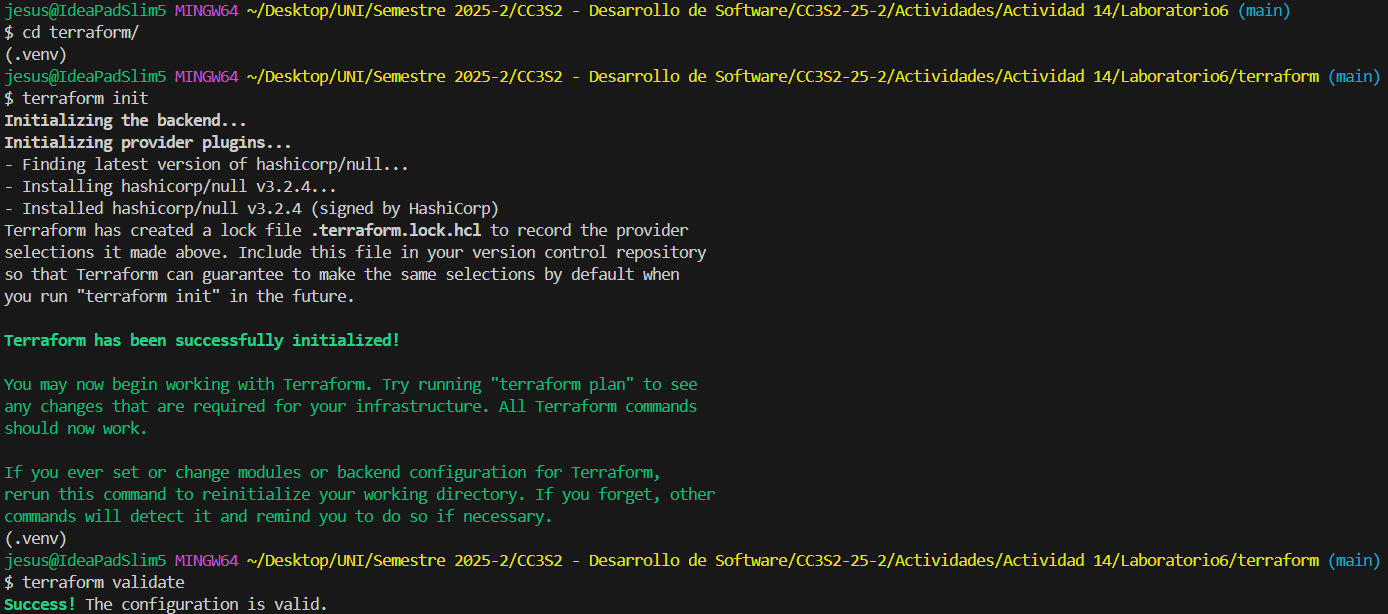 jesus@IdeaPadSlim5 MINGW64 ~/Desktop/UNI/Semestre 2025-2/CC3S2 - Desarrollo de Software/CC3S2-25-2/Actividades/Actividad 14/Laboratorio6 (main)
$ cd terraform/
(.venv)
jesus@IdeaPadSlim5 MINGW64 ~/Desktop/UNI/Semestre 2025-2/CC3S2 - Desarrollo de Software/CC3S2-25-2/Actividades/Actividad 14/Laboratorio6/terraform (main)
$ terraform init
Initializing the backend...
Initializing provider plugins...
- Finding latest version of hashicorp/null...
- Installing hashicorp/null v3.2.4...
- Installed hashicorp/null v3.2.4 (signed by HashiCorp)
Terraform has created a lock file .terraform.lock.hcl to record the provider
selections it made above. Include this file in your version control repository
so that Terraform can guarantee to make the same selections by default when
you run "terraform init" in the future.
Terraform has been successfully initialized!
You may now begin working with Terraform. Try running "terraform plan" to see
any changes that are required for your infrastructure. All Terraform commands
should now work.
If you ever set or change modules or backend configuration for Terraform,
rerun this command to reinitialize your working directory. If you forget, other
commands will detect it and remind you to do so if necessary.
(.venv)
jesus@IdeaPadSlim5 MINGW64 ~/Desktop/UNI/Semestre 2025-2/CC3S2 - Desarrollo de Software/CC3S2-25-2/Actividades/Actividad 14/Laboratorio6/terraform (main)
$ terraform validate
Success! The configuration is valid.